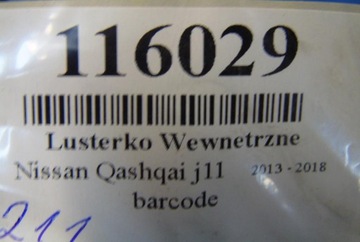 116029
Lusterko Wewnetrzne
Nissan Qashqai j11 2013 - 2018
barcode
211